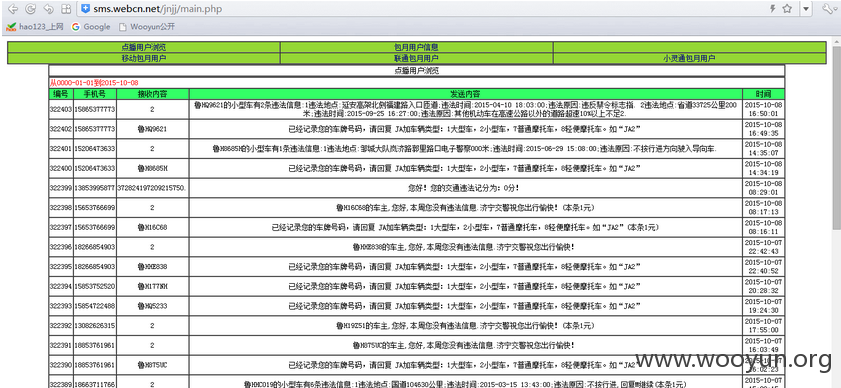 sms.webcn.net/jnjj/main.php
hao123_上网 Google Wooyun公开
点播用户浏览 包月用户信息
移动包月用户 联通包月用户 小灵通包月用户
点播用户浏览
从0000-01-01到2015-10-08
编号 手机号 接收内容 发送内容 时间
322403 15865377773 2 鲁HQ9621的小型车有2条违法信息:1违法地点:延安高架北侧福建路入口匝道;违法时间:2015-04-10 18:03:00;违法原因:违反禁令标志指. 2违法地点:省道33725公里200米;违法时间:2015-09-25 16:27:00;违法原因:其他机动车在高速公路以外的道路超速10%以上不足2. 2015-10-08 16:50:01
322402 15865377773 鲁HQ9621 已经记录您的车牌号码，请回复 JA加车辆类型：1大型车，2小型车，7普通摩托车，8轻便摩托车。如“JA2” 2015-10-08 16:49:35
322401 15206473633 2 鲁H8685H的小型车有1条违法信息:1违法地点:邹城大队岚济路郭里路口电子警察000米;违法时间:2015-06-29 15:08:00;违法原因:不按行进方向驶入导向车. 2015-10-08 14:35:07
322400 15206473633 鲁H8685H 已经记录您的车牌号码，请回复 JA加车辆类型：1大型车，2小型车，7普通摩托车，8轻便摩托车。如“JA2” 2015-10-08 14:34:19
322399 13853995877 372824197209215750. 您好! 您的交通违法记分为: 0分! 2015-10-08 08:29:01
322398 15653766699 2 鲁H16C68的车主,您好,本周您没有违法信息.济宁交警祝您出行愉快！(本条1元) 2015-10-08 08:17:13
322397 15653766699 鲁H16C68 已经记录您的车牌号码，请回复 JA加车辆类型：1大型车，2小型车，7普通摩托车，8轻便摩托车。如“JA2”(本条1元) 2015-10-08 08:16:11
322396 18266854903 2 鲁HHE838的车主,您好,本周您没有违法信息.济宁交警祝您出行愉快! 2015-10-07 22:42:43
322395 18266854903 鲁HHE838 已经记录您的车牌号码，请回复 JA加车辆类型：1大型车，2小型车，7普通摩托车，8轻便摩托车。如“JA2” 2015-10-07 22:40:52
322394 15853752520 鲁H177NH 已经记录您的车牌号码，请回复 JA加车辆类型：1大型车，2小型车，7普通摩托车，8轻便摩托车。如“JA2” 2015-10-07 20:28:32
322393 15854722488 鲁HQ5233 已经记录您的车牌号码，请回复 JA加车辆类型：1大型车，2小型车，7普通摩托车，8轻便摩托车。如“JA2” 2015-10-07 19:24:30
322392 13082626315 2 鲁H19Z51的车主,您好,本周您没有违法信息.济宁交警祝您出行愉快！(本条1元) 2015-10-07 17:55:00
322391 18853761961 2 鲁H875UC的车主,您好,本周您没有违法信息.济宁交警祝您出行愉快! 2015-10-07 16:03:49
322390 18853761961 鲁H875UC 已经记录您的车牌号码，请回复 JA加车辆类型：1大型车，2小型车，7普通摩托车，8轻便摩托车。如“JA2” 2015-10-07 16:02:23
322389 18663711766 2 鲁HHC019的小型车有6条违法信息:1违法地点:国道104630公里;违法时间:2015-03-15 13:43:00;违法原因:不按行进,回复M继续(本条1元) 2015-10-07
www.wooyun.org